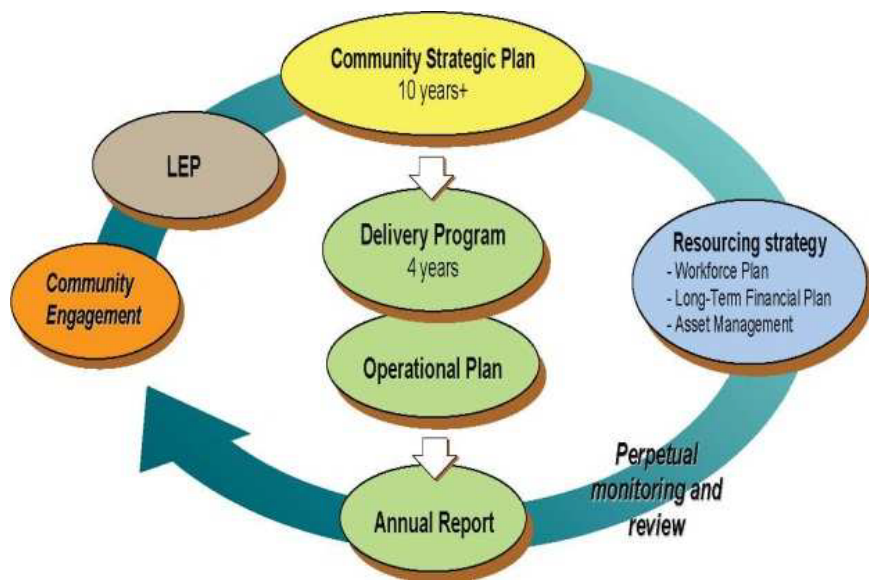 Community Strategic Plan
10 years+
LEP
Community
Engagement
Delivery Program
4 years
Operational Plan
Resourcing strategy
- Workforce Plan
- Long-Term Financial Plan
- Asset Management
Perpetual
monitoring and
review
Annual Report